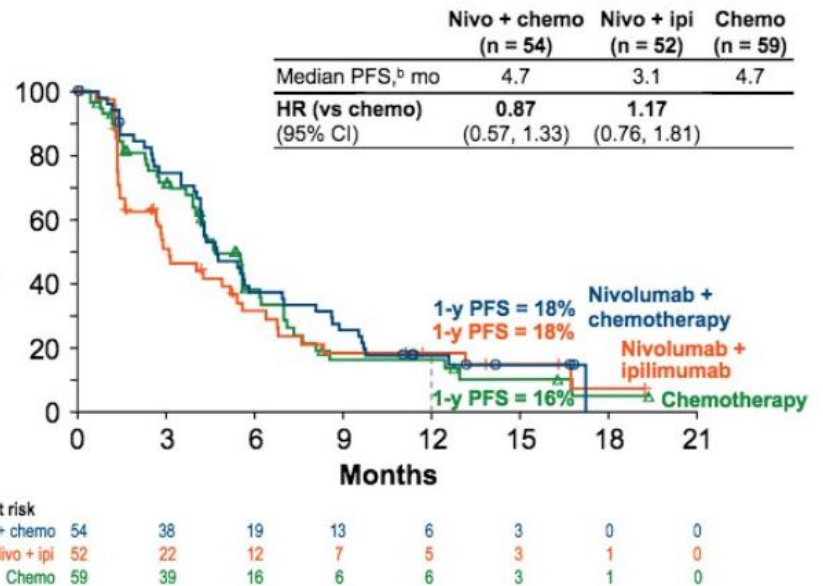 Nivo + chemo Nivo + ipi Chemo
(n = 54) (n = 52) (n = 59)
Median PFS,ᵇ mo 4.7 3.1 4.7
HR (vs chemo) 0.87 1.17
(95% CI) (0.57, 1.33) (0.76, 1.81)
100
80
60
40
20
0
1-y PFS = 18%
1-y PFS = 18%
1-y PFS = 16%
Nivolumab +
chemotherapy
Nivolumab +
ipilimumab
Chemotherapy
0 3 6 9 12 15 18 21
Months
t risk
+ chemo 54 38 19 13 6 3 0 0
ivo + ipi 52 22 12 7 5 3 1 0
Chemo 59 39 16 6 6 3 1 0